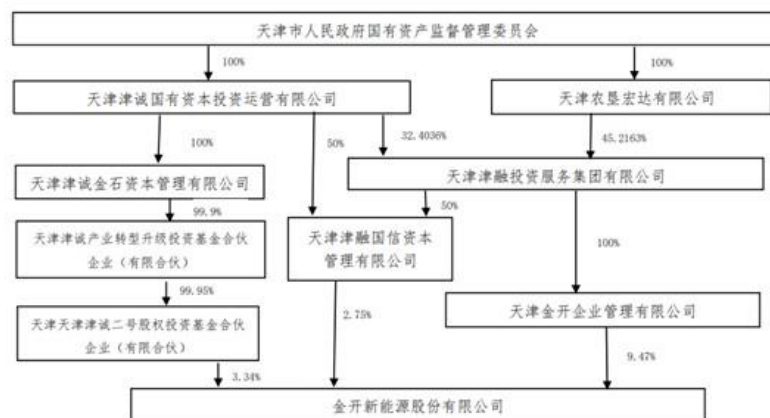 天津市人民政府国有资产监督管理委员会
100%
100%
天津津诚国有资本投资运营有限公司
天津农垦宏达有限公司
100%
50%
32.4036%
45.2163%
天津津诚金石资本管理有限公司
天津津融投资服务集团有限公司
99.9%
50%
天津津诚产业转型升级投资基金合伙
企业（有限合伙）
天津津融国信资本
管理有限公司
100%
99.95%
天津天津津诚二号股权投资基金合伙
企业（有限合伙）
2.75%
天津金开企业管理有限公司
3.34%
9.47%
金开新能源股份有限公司